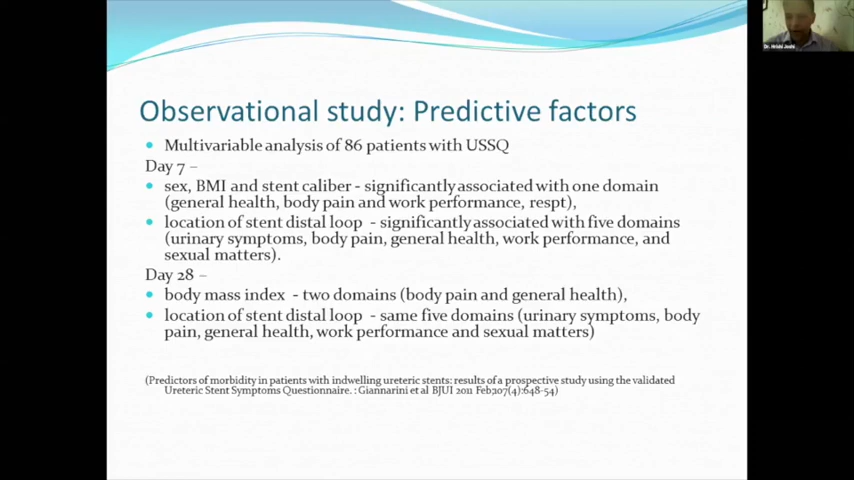 Dr. Hrishi Joshi
Observational study: Predictive factors
• Multivariable analysis of 86 patients with USSQ
Day 7 –
• sex, BMI and stent caliber - significantly associated with one domain
(general health, body pain and work performance, respt),
• location of stent distal loop - significantly associated with five domains
(urinary symptoms, body pain, general health, work performance, and
sexual matters).
Day 28 –
• body mass index - two domains (body pain and general health),
• location of stent distal loop - same five domains (urinary symptoms, body
pain, general health, work performance and sexual matters)
(Predictors of morbidity in patients with indwelling ureteric stents: results of a prospective study using the validated
Ureteric Stent Symptoms Questionnaire. : Giannarini et al BJUI 2011 Feb;107(4):648-54)